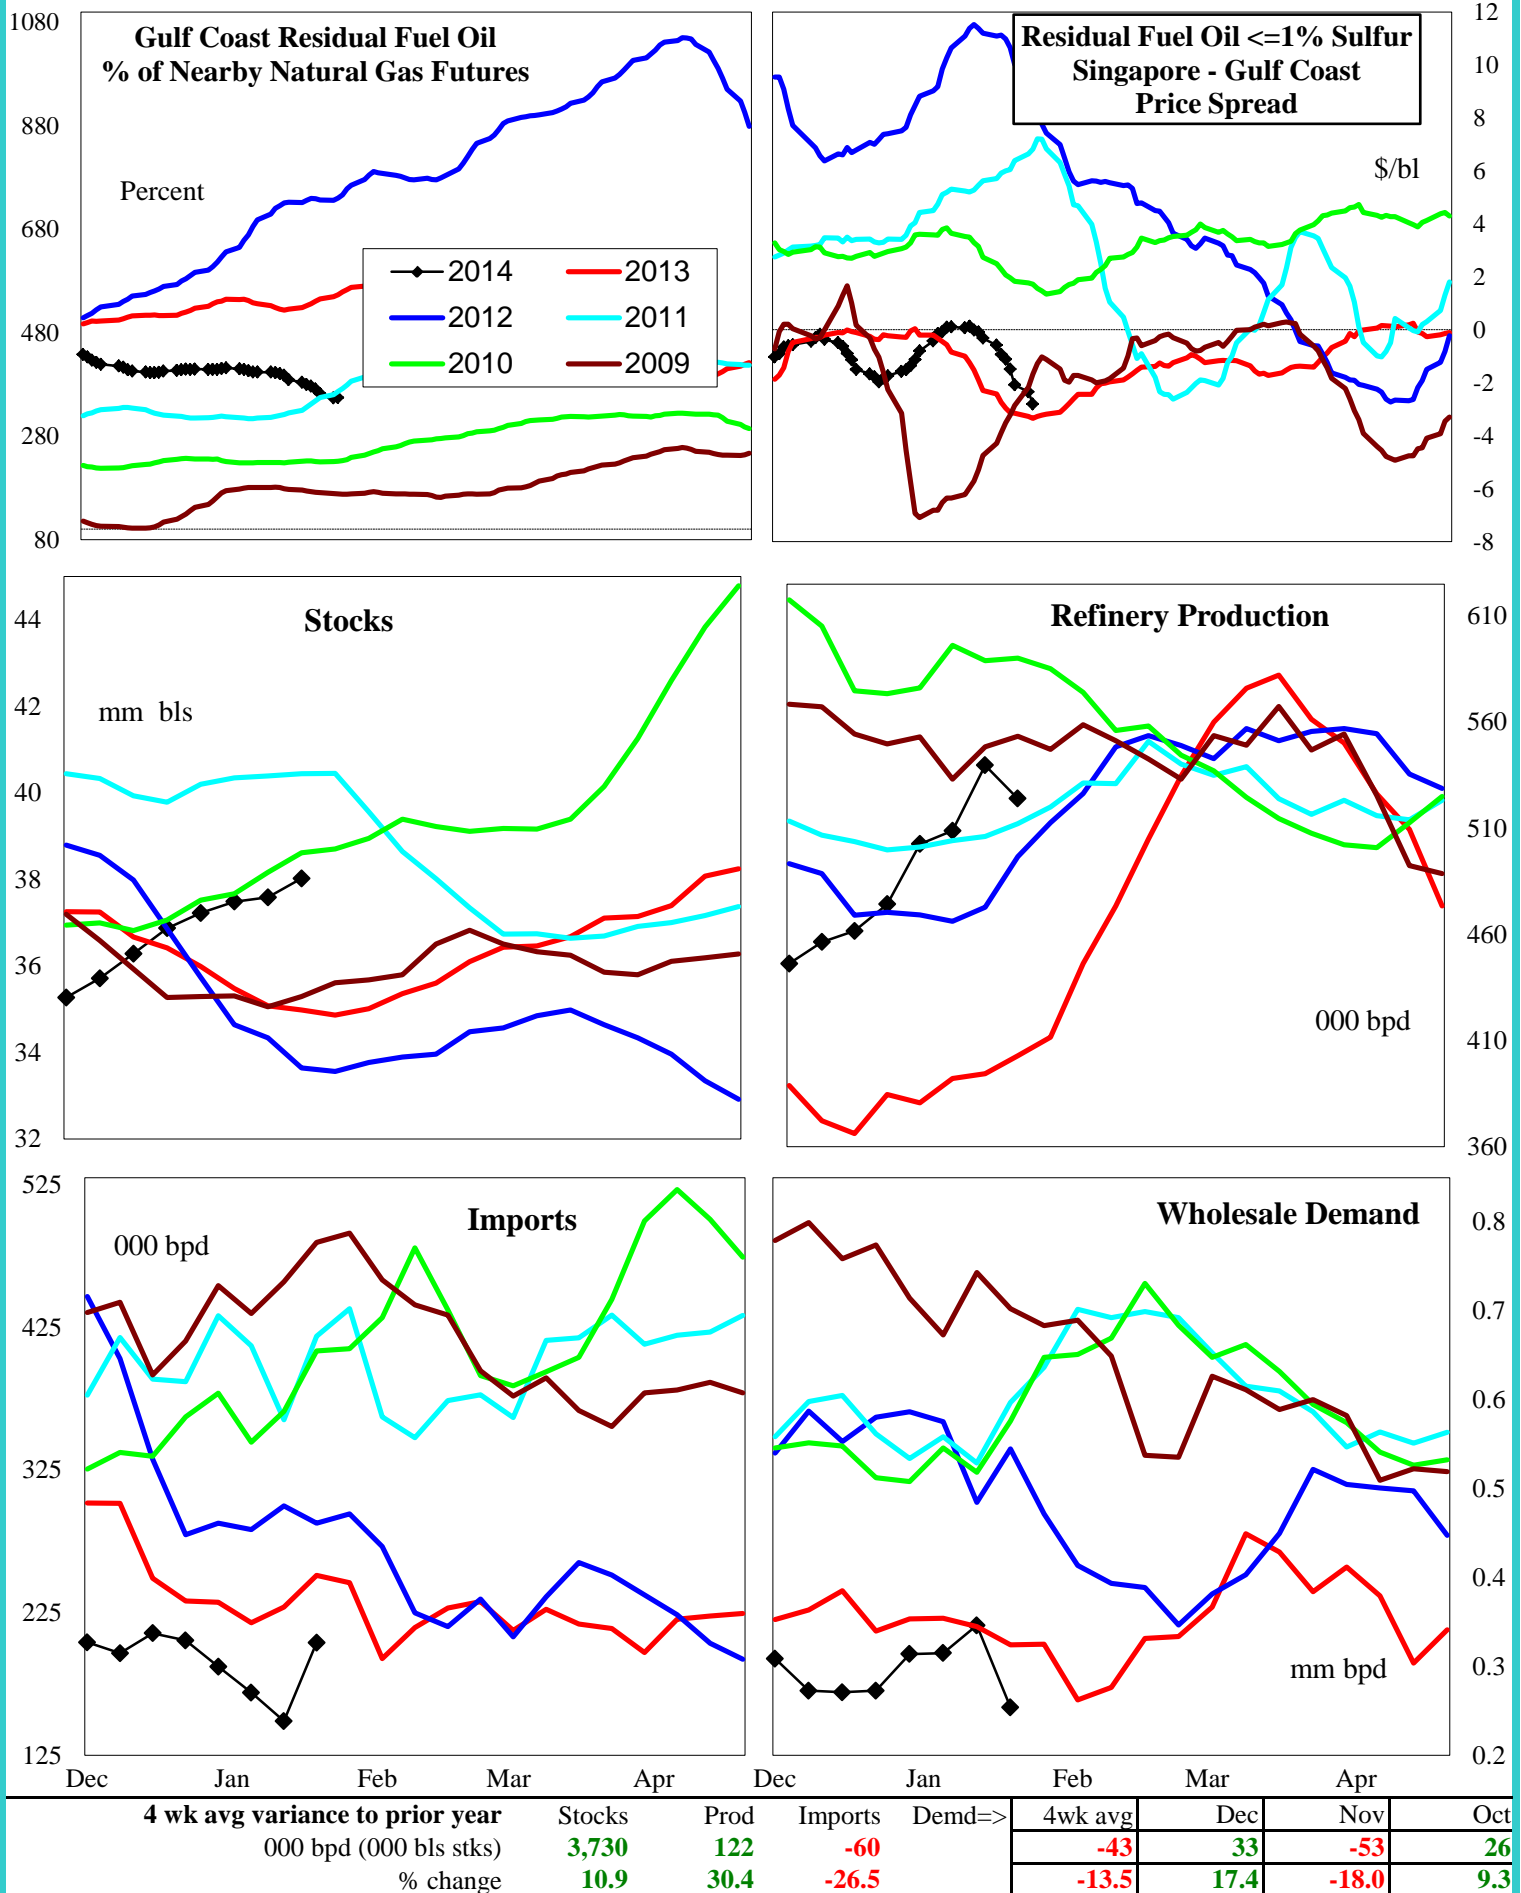 Gulf Coast Residual Fuel Oil
% of Nearby Natural Gas Futures
Percent
1080
880
680
480
280
80
2014
2013
2012
2011
2010
2009
Residual Fuel Oil <=1% Sulfur
Singapore - Gulf Coast
Price Spread
$/bl
12
10
8
6
4
2
0
-2
-4
-6
-8
Stocks
mm bls
44
42
40
38
36
34
32
Refinery Production
000 bpd
610
560
510
460
410
360
Imports
000 bpd
525
425
325
225
125
Dec Jan Feb Mar Apr
Wholesale Demand
mm bpd
0.8
0.7
0.6
0.5
0.4
0.3
0.2
Dec Jan Feb Mar Apr
4 wk avg variance to prior year Stocks Prod Imports Demd=> 4wk avg Dec Nov Oct
000 bpd (000 bls stks) 3,730 122 -60 -43 33 -53 26
% change 10.9 30.4 -26.5 -13.5 17.4 -18.0 9.3